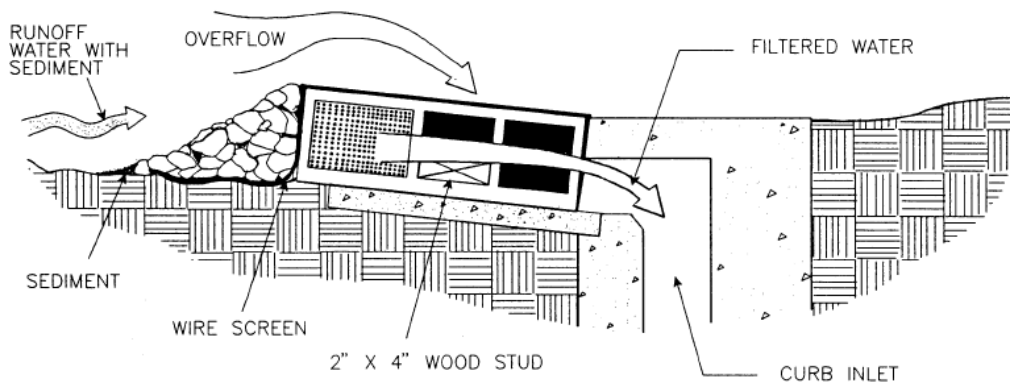 RUNOFF
WATER WITH
SEDIMENT
OVERFLOW
FILTERED WATER
SEDIMENT
WIRE SCREEN
2" X 4" WOOD STUD
CURB INLET